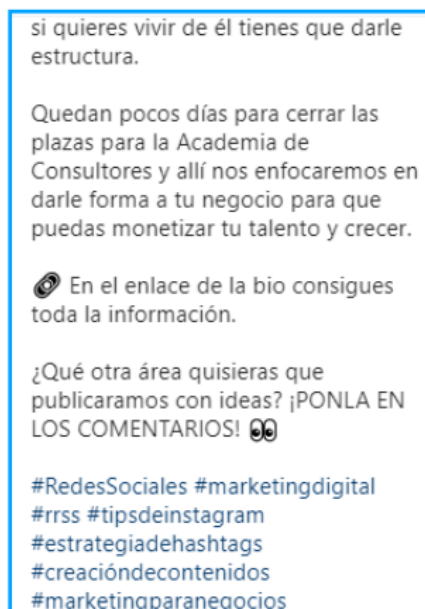 si quieres vivir de él tienes que darle
estructura.
Quedan pocos días para cerrar las
plazas para la Academia de
Consultores y allí nos enfocaremos en
darle forma a tu negocio para que
puedas monetizar tu talento y crecer.
🔗 En el enlace de la bio consigues
toda la información.
¿Qué otra área quisieras que
publicaramos con ideas? ¡PONLA EN
LOS COMENTARIOS! 👀
#RedesSociales #marketingdigital
#rrss #tipsdeinstagram
#estrategiadehashtags
#creacióndecontenidos
#marketingparanegocios